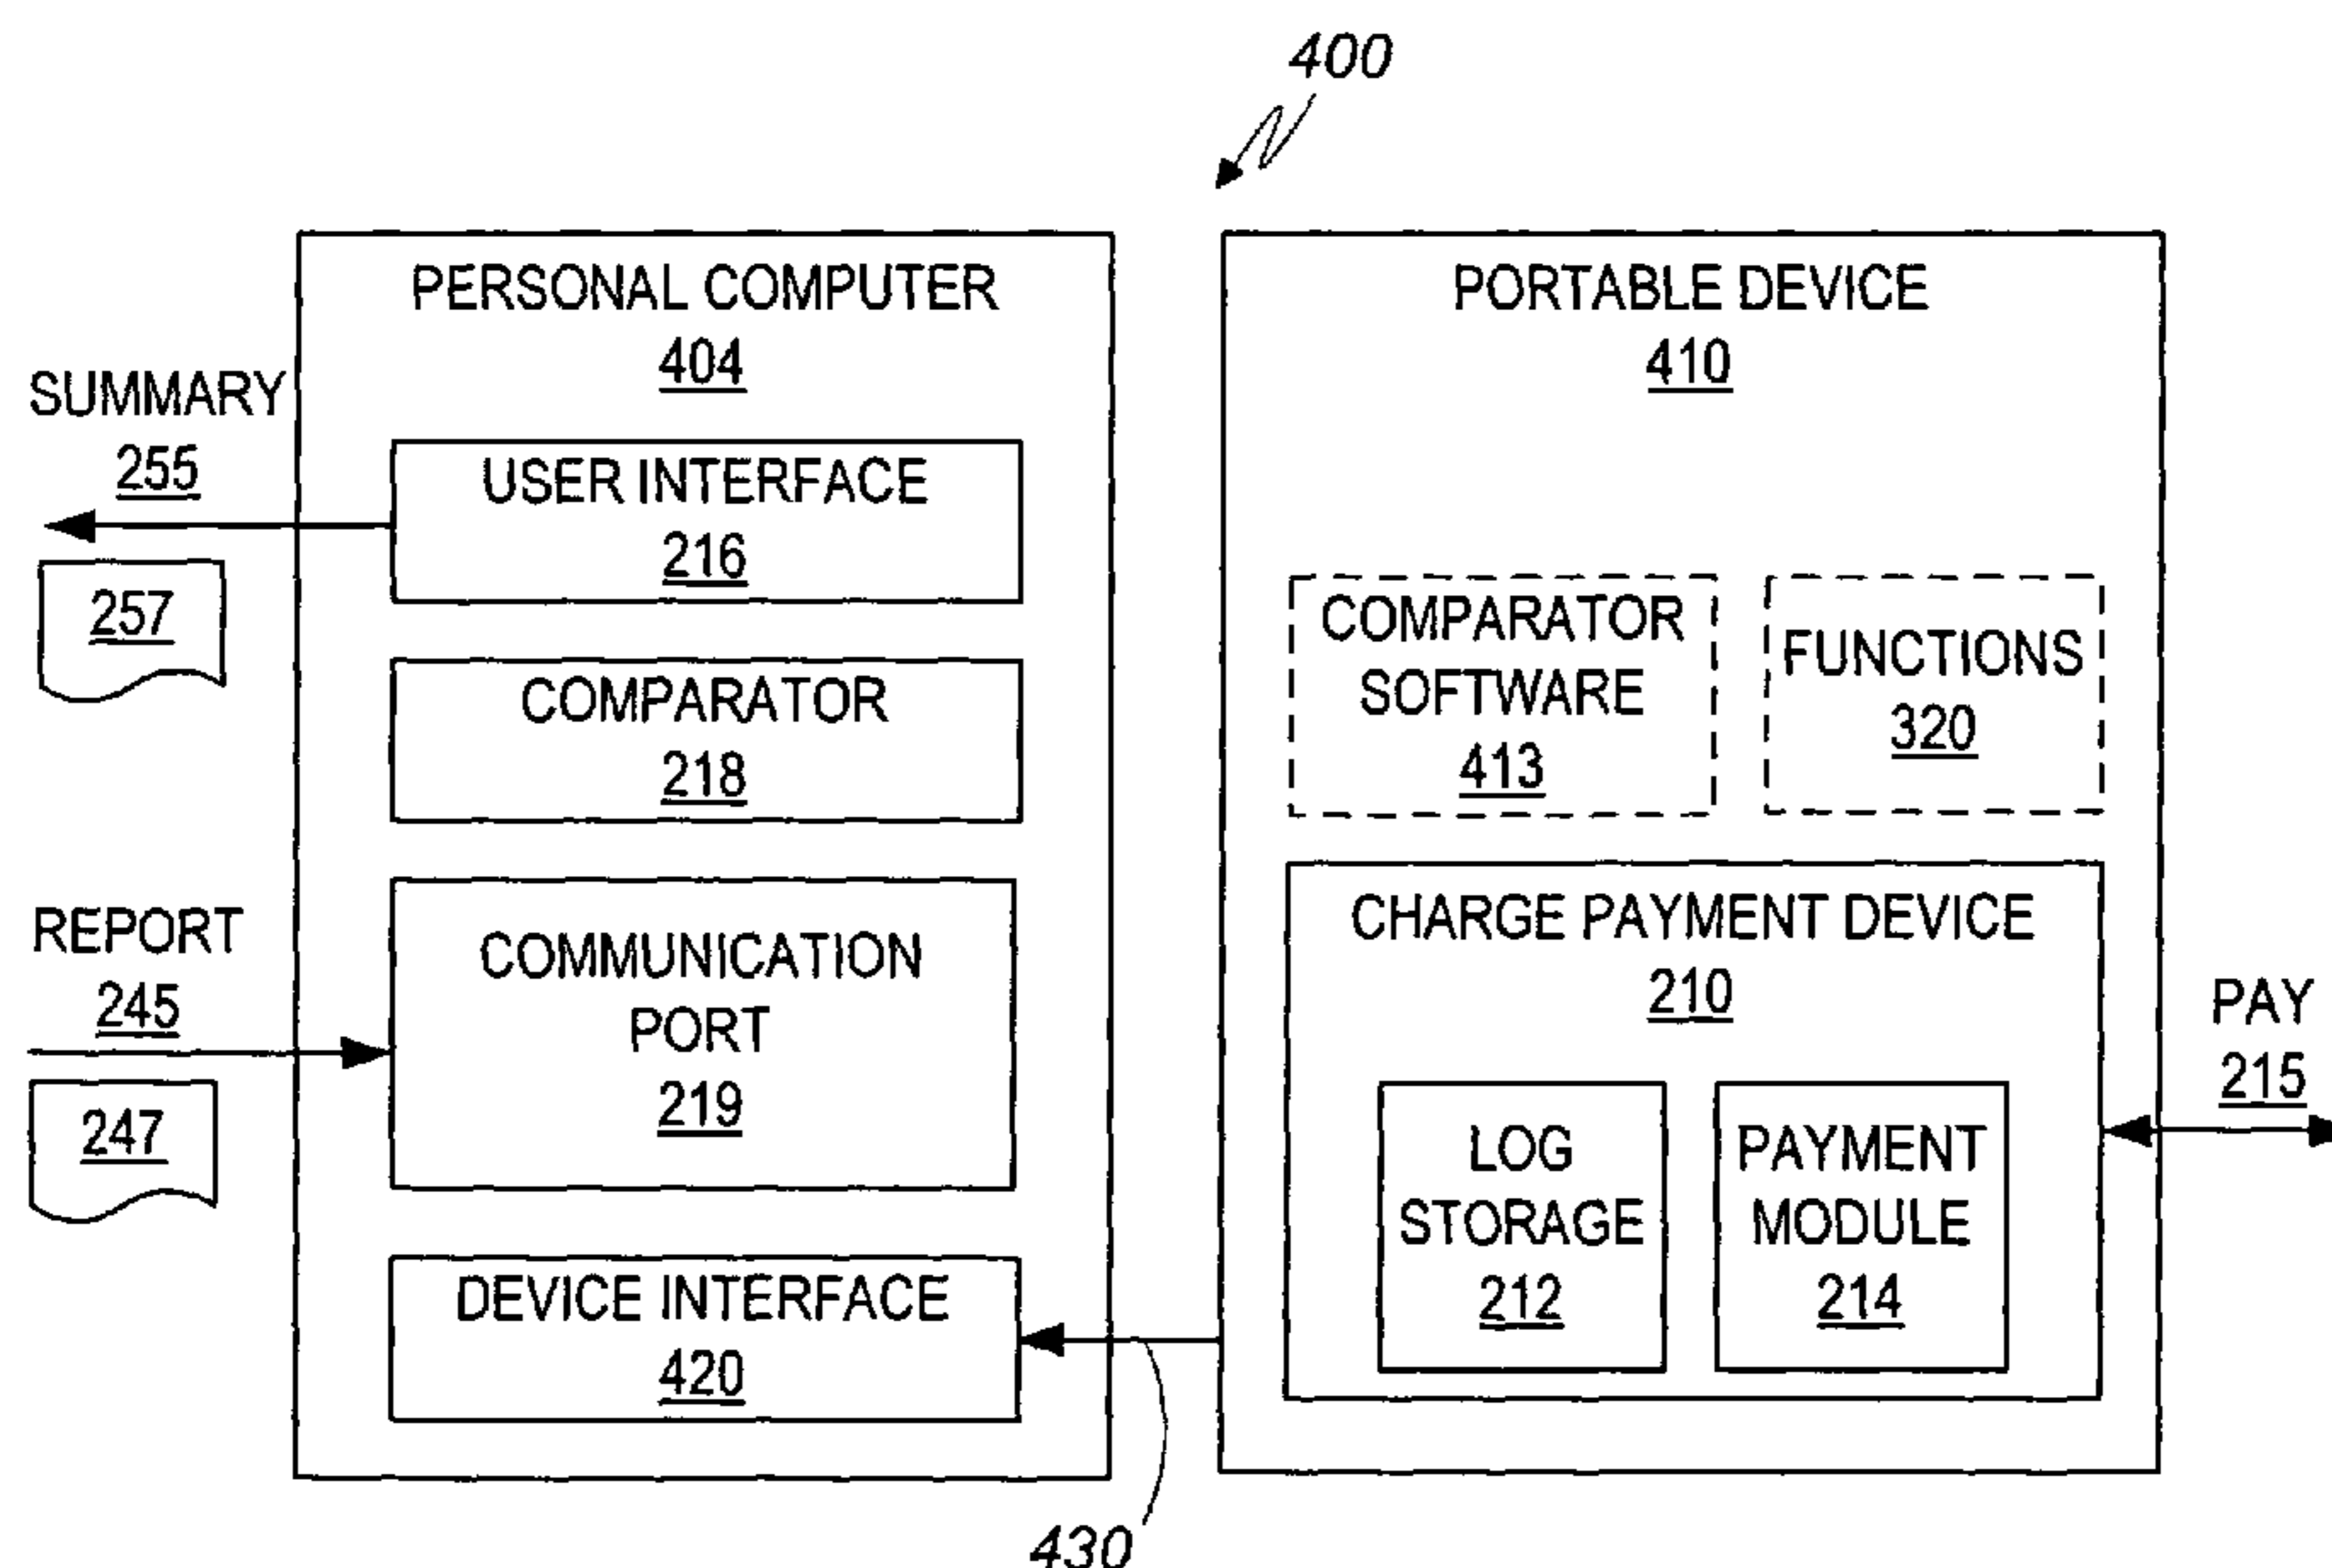 400
PERSONAL COMPUTER
404
SUMMARY
255
257
USER INTERFACE
216
COMPARATOR
218
REPORT
245
247
COMMUNICATION
PORT
219
DEVICE INTERFACE
420
430
PORTABLE DEVICE
410
COMPARATOR
SOFTWARE
413
FUNCTIONS
320
CHARGE PAYMENT DEVICE
210
LOG
STORAGE
212
PAYMENT
MODULE
214
PAY
215